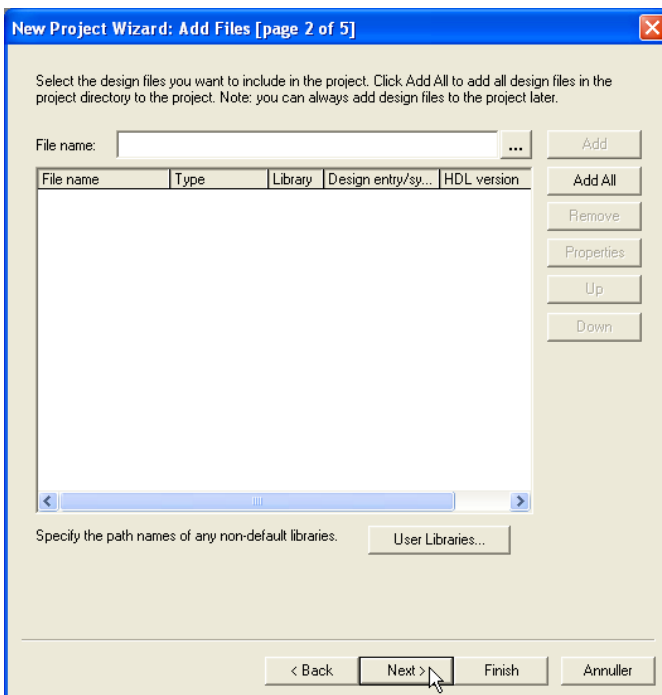 New Project Wizard: Add Files [page 2 of 5]
Select the design files you want to include in the project. Click Add All to add all design files in the
project directory to the project. Note: you can always add design files to the project later.
File name: ... Add
File name Type Library Design entry/sy... HDL version Add All
Remove
Properties
Up
Down
Specify the path names of any non-default libraries. User Libraries...
< Back Next > Finish Annuller